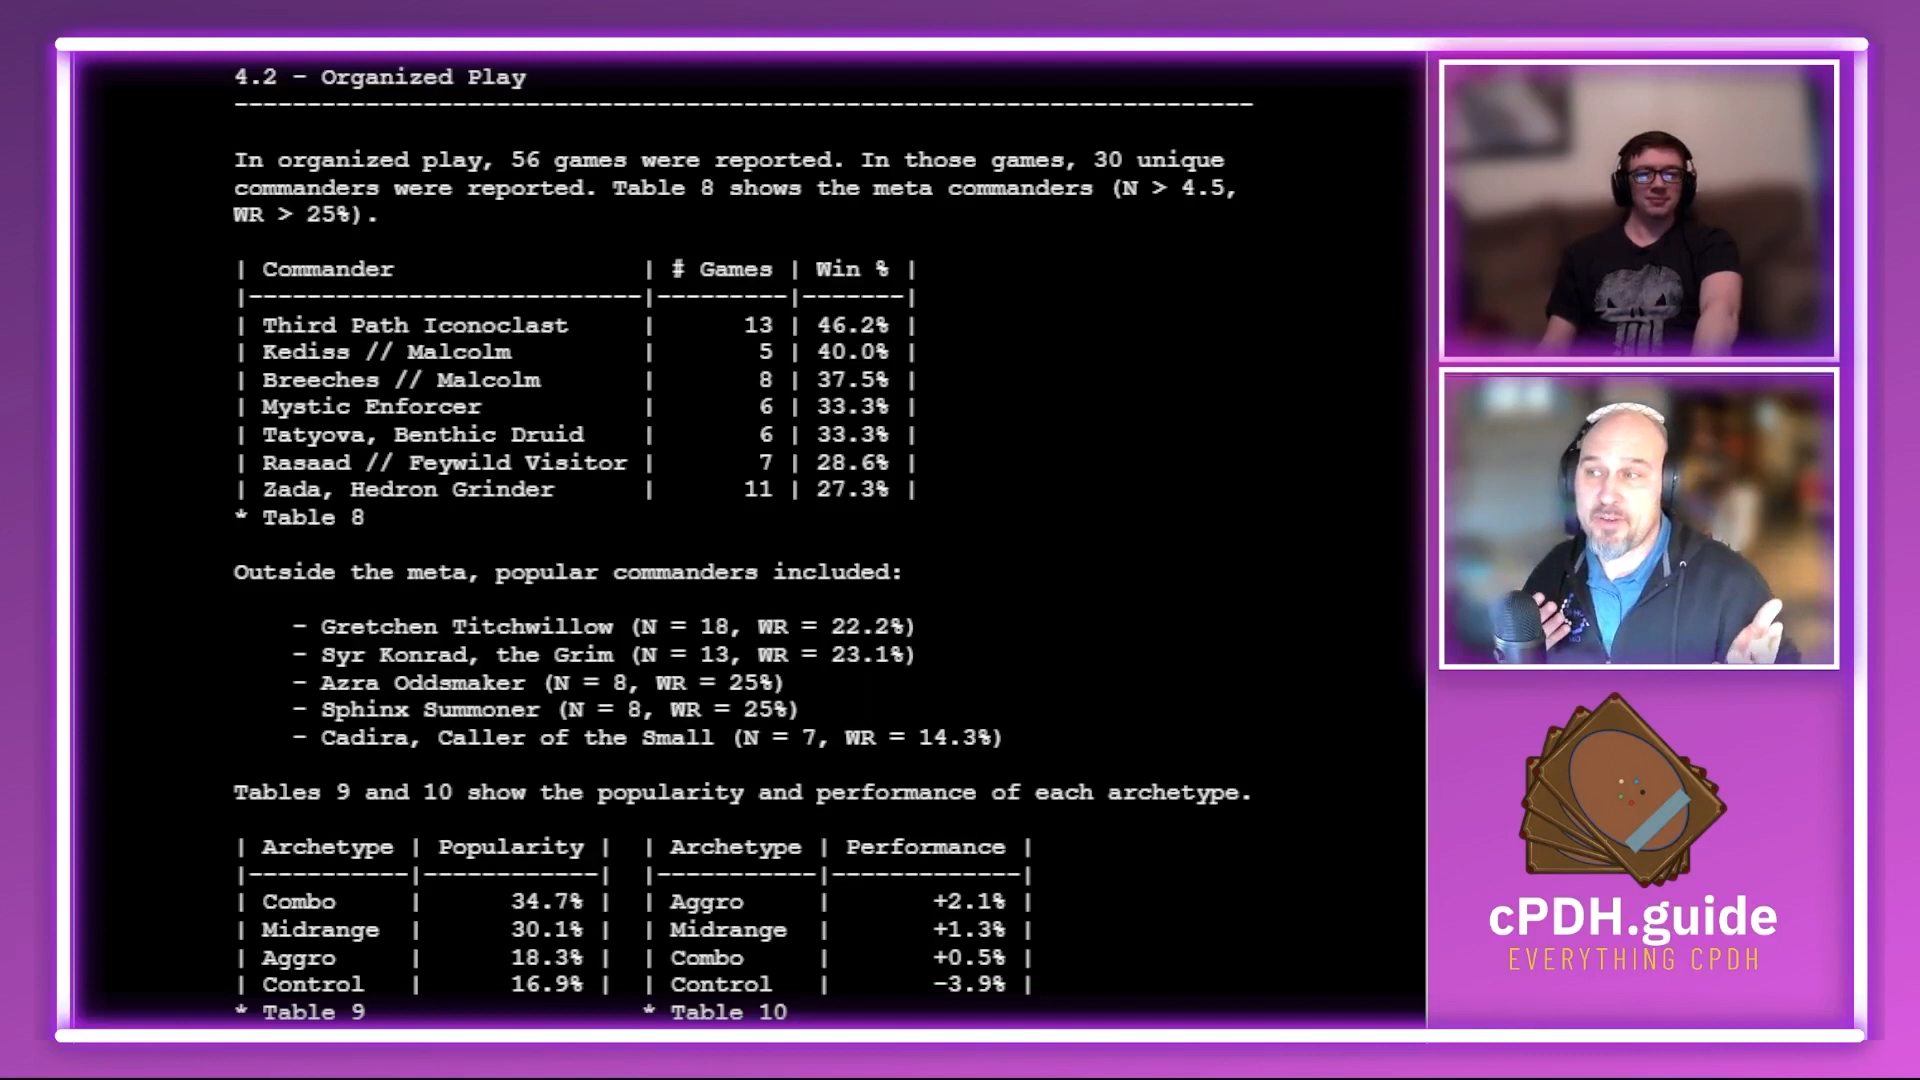 4.2 - Organized Play
----------------------------------------------------------------------
In organized play, 56 games were reported. In those games, 30 unique
commanders were reported. Table 8 shows the meta commanders (N > 4.5,
WR > 25%).
| Commander                 | # Games | Win % |
|---------------------------|---------|-------|
| Third Path Iconoclast     |      13 | 46.2% |
| Kediss // Malcolm         |       5 | 40.0% |
| Breeches // Malcolm       |       8 | 37.5% |
| Mystic Enforcer           |       6 | 33.3% |
| Tatyova, Benthic Druid    |       6 | 33.3% |
| Rasaad // Feywild Visitor |       7 | 28.6% |
| Zada, Hedron Grinder      |      11 | 27.3% |
* Table 8
Outside the meta, popular commanders included:
- Gretchen Titchwillow (N = 18, WR = 22.2%)
- Syr Konrad, the Grim (N = 13, WR = 23.1%)
- Azra Oddsmaker (N = 8, WR = 25%)
- Sphinx Summoner (N = 8, WR = 25%)
- Cadira, Caller of the Small (N = 7, WR = 14.3%)
Tables 9 and 10 show the popularity and performance of each archetype.
| Archetype | Popularity |  | Archetype | Performance |
|-----------|------------|  |-----------|-------------|
| Combo     |      34.7% |  | Aggro     |       +2.1% |
| Midrange  |      30.1% |  | Midrange  |       +1.3% |
| Aggro     |      18.3% |  | Combo     |       +0.5% |
| Control   |      16.9% |  | Control   |       -3.9% |
* Table 9                   * Table 10
cPDH.guide
EVERYTHING CPDH